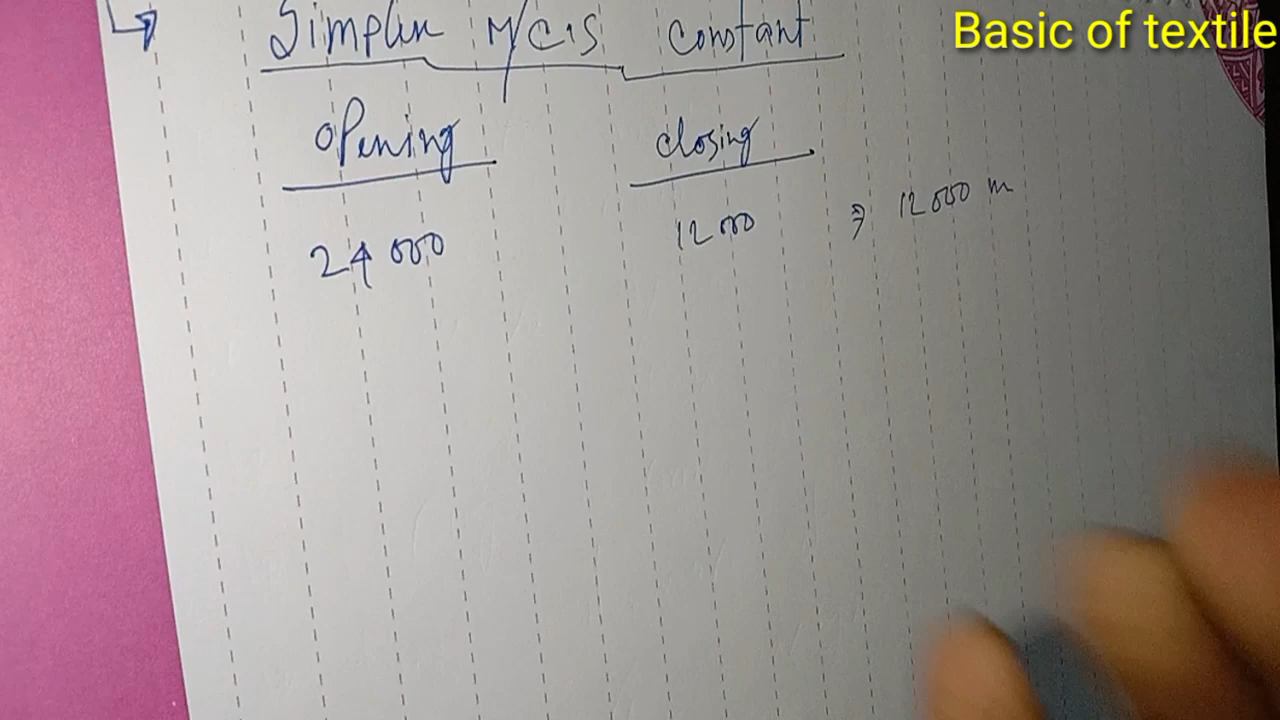 Simplex M/C's Constant
Basic of textile
Opening closing
24000 12000 ⇒ 12000 m